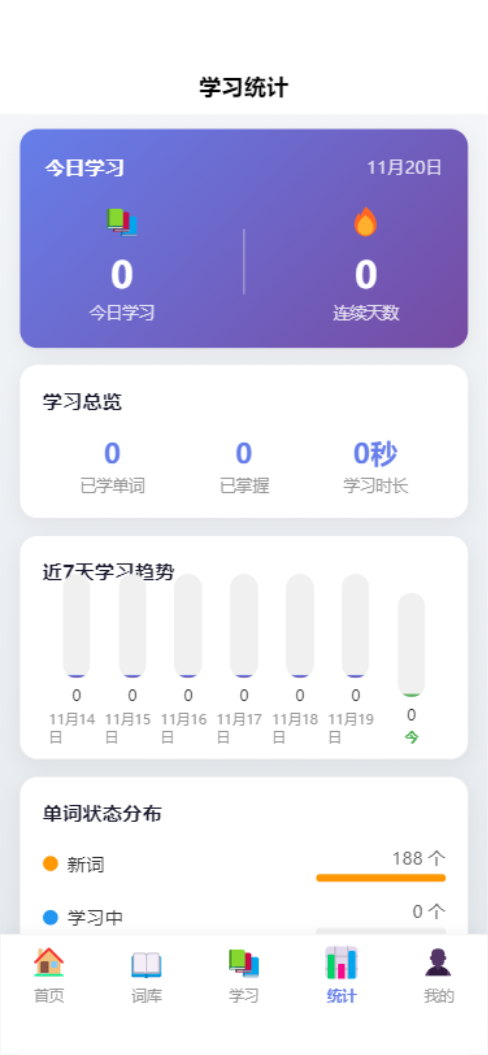 学习统计
今日学习 11月20日
0 0
今日学习 连续天数
学习总览
0 0 0秒
已学单词 已掌握 学习时长
近7天学习趋势
0 0 0 0 0 0 0
11月14日 11月15日 11月16日 11月17日 11月18日 11月19日 今
单词状态分布
新词 188 个
学习中 0 个
首页 词库 学习 统计 我的